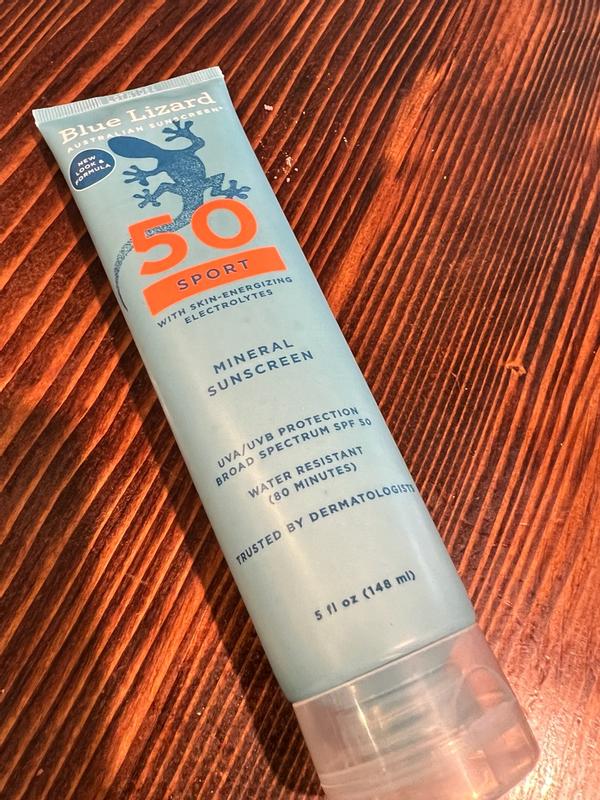 Blue Lizard
AUSTRALIAN SUNSCREEN
NEW
LOOK &
FORMULA
50
SPORT
WITH SKIN-ENERGIZING
ELECTROLYTES
MINERAL
SUNSCREEN
UVA/UVB PROTECTION
BROAD SPECTRUM SPF 50
WATER RESISTANT
(80 MINUTES)
TRUSTED BY DERMATOLOGISTS
5 fl oz (148 ml)